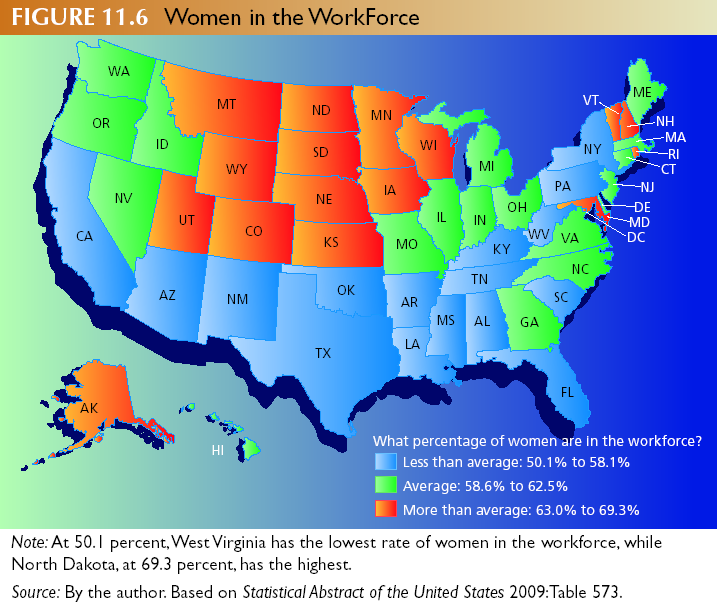 FIGURE 11.6 Women in the WorkForce
WA
MT
ND
MN
ME
VT
NH
OR
ID
SD
WI
MI
NY
MA
RI
CT
WY
NE
IA
PA
NJ
NV
UT
CO
KS
IL
IN
OH
DE
MD
DC
CA
MO
WV
VA
KY
NC
AZ
NM
OK
AR
TN
SC
TX
LA
MS
AL
GA
FL
AK
HI
What percentage of women are in the workforce?
Less than average: 50.1% to 58.1%
Average: 58.6% to 62.5%
More than average: 63.0% to 69.3%
Note: At 50.1 percent, West Virginia has the lowest rate of women in the workforce, while
North Dakota, at 69.3 percent, has the highest.
Source: By the author. Based on Statistical Abstract of the United States 2009: Table 573.